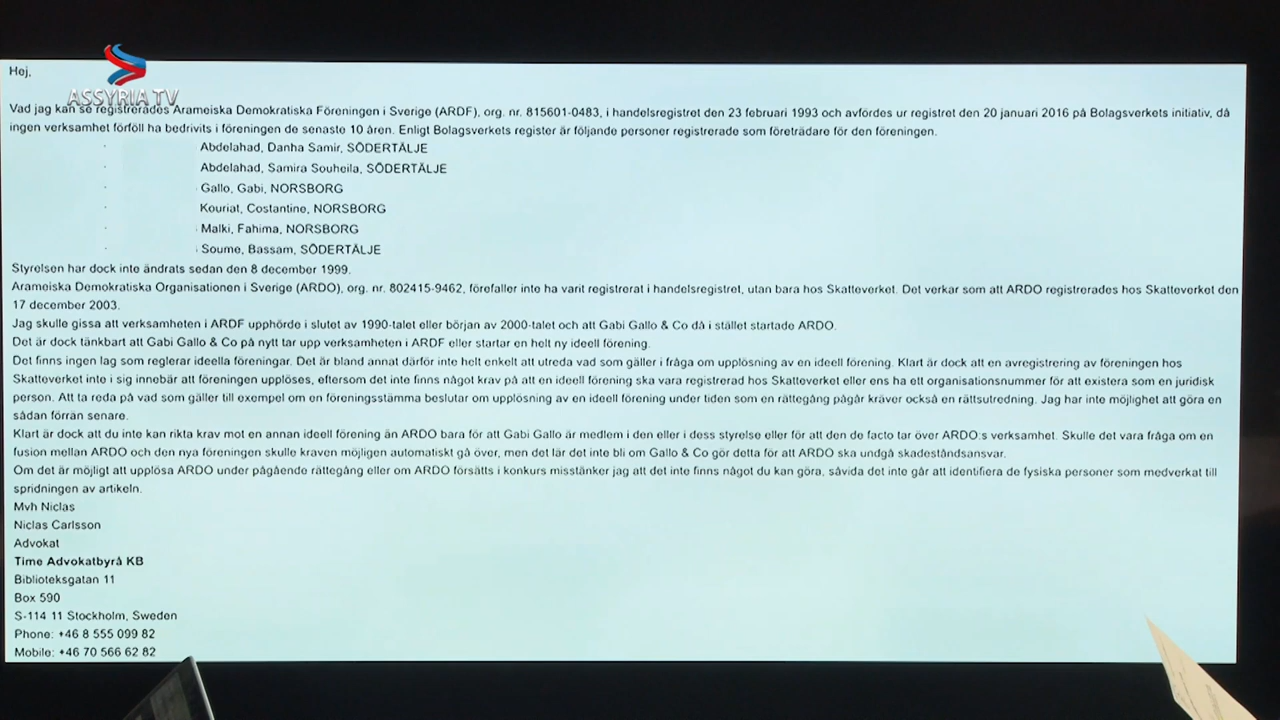 ASSYRIA TV
Hej,
Vad jag kan se registrerades Arameiska Demokratiska Föreningen i Sverige (ARDF), org. nr. 815601-0483, i handelsregistret den 23 februari 1993 och avfördes ur registret den 20 januari 2016 på Bolagsverkets initiativ, då
ingen verksamhet förföll ha bedrivits i föreningen de senaste 10 åren. Enligt Bolagsverkets register är följande personer registrerade som företrädare för den föreningen.
· Abdelahad, Danha Samir, SÖDERTÄLJE
· Abdelahad, Samira Souheila, SÖDERTÄLJE
· Gallo, Gabi, NORSBORG
· Kouriat, Costantine, NORSBORG
· Malki, Fahima, NORSBORG
· Soume, Bassam, SÖDERTÄLJE
Styrelsen har dock inte ändrats sedan den 8 december 1999.
Arameiska Demokratiska Organisationen i Sverige (ARDO), org. nr. 802415-9462, förefaller inte ha varit registrerat i handelsregistret, utan bara hos Skatteverket. Det verkar som att ARDO registrerades hos Skatteverket den
17 december 2003.
Jag skulle gissa att verksamheten i ARDF upphörde i slutet av 1990-talet eller början av 2000-talet och att Gabi Gallo & Co då i stället startade ARDO.
Det är dock tänkbart att Gabi Gallo & Co på nytt tar upp verksamheten i ARDF eller startar en helt ny ideell förening.
Det finns ingen lag som reglerar ideella föreningar. Det är bland annat därför inte helt enkelt att utreda vad som gäller i fråga om upplösning av en ideell förening. Klart är dock att en avregistrering av föreningen hos
Skatteverket inte i sig innebär att föreningen upplöses, eftersom det inte finns något krav på att en ideell förening ska vara registrerad hos Skatteverket eller ens ha ett organisationsnummer för att existera som en juridisk
person. Att ta reda på vad som gäller till exempel om en föreningsstämma beslutar om upplösning av en ideell förening under tiden som en rättegång pågår kräver också en rättsutredning. Jag har inte möjlighet att göra en
sådan förrän senare.
Klart är dock att du inte kan rikta krav mot en annan ideell förening än ARDO bara för att Gabi Gallo är medlem i den eller i dess styrelse eller för att den de facto tar över ARDO:s verksamhet. Skulle det vara fråga om en
fusion mellan ARDO och den nya föreningen skulle kraven möjligen automatiskt gå över, men det lär det inte bli om Gallo & Co gör detta för att ARDO ska undgå skadeståndsansvar.
Om det är möjligt att upplösa ARDO under pågående rättegång eller om ARDO försätts i konkurs misstänker jag att det inte finns något du kan göra, såvida det inte går att identifiera de fysiska personer som medverkat till
spridningen av artikeln.
Mvh Niclas
Niclas Carlsson
Advokat
Time Advokatbyrå KB
Biblioteksgatan 11
Box 590
S-114 11 Stockholm, Sweden
Phone: +46 8 555 099 82
Mobile: +46 70 566 62 82